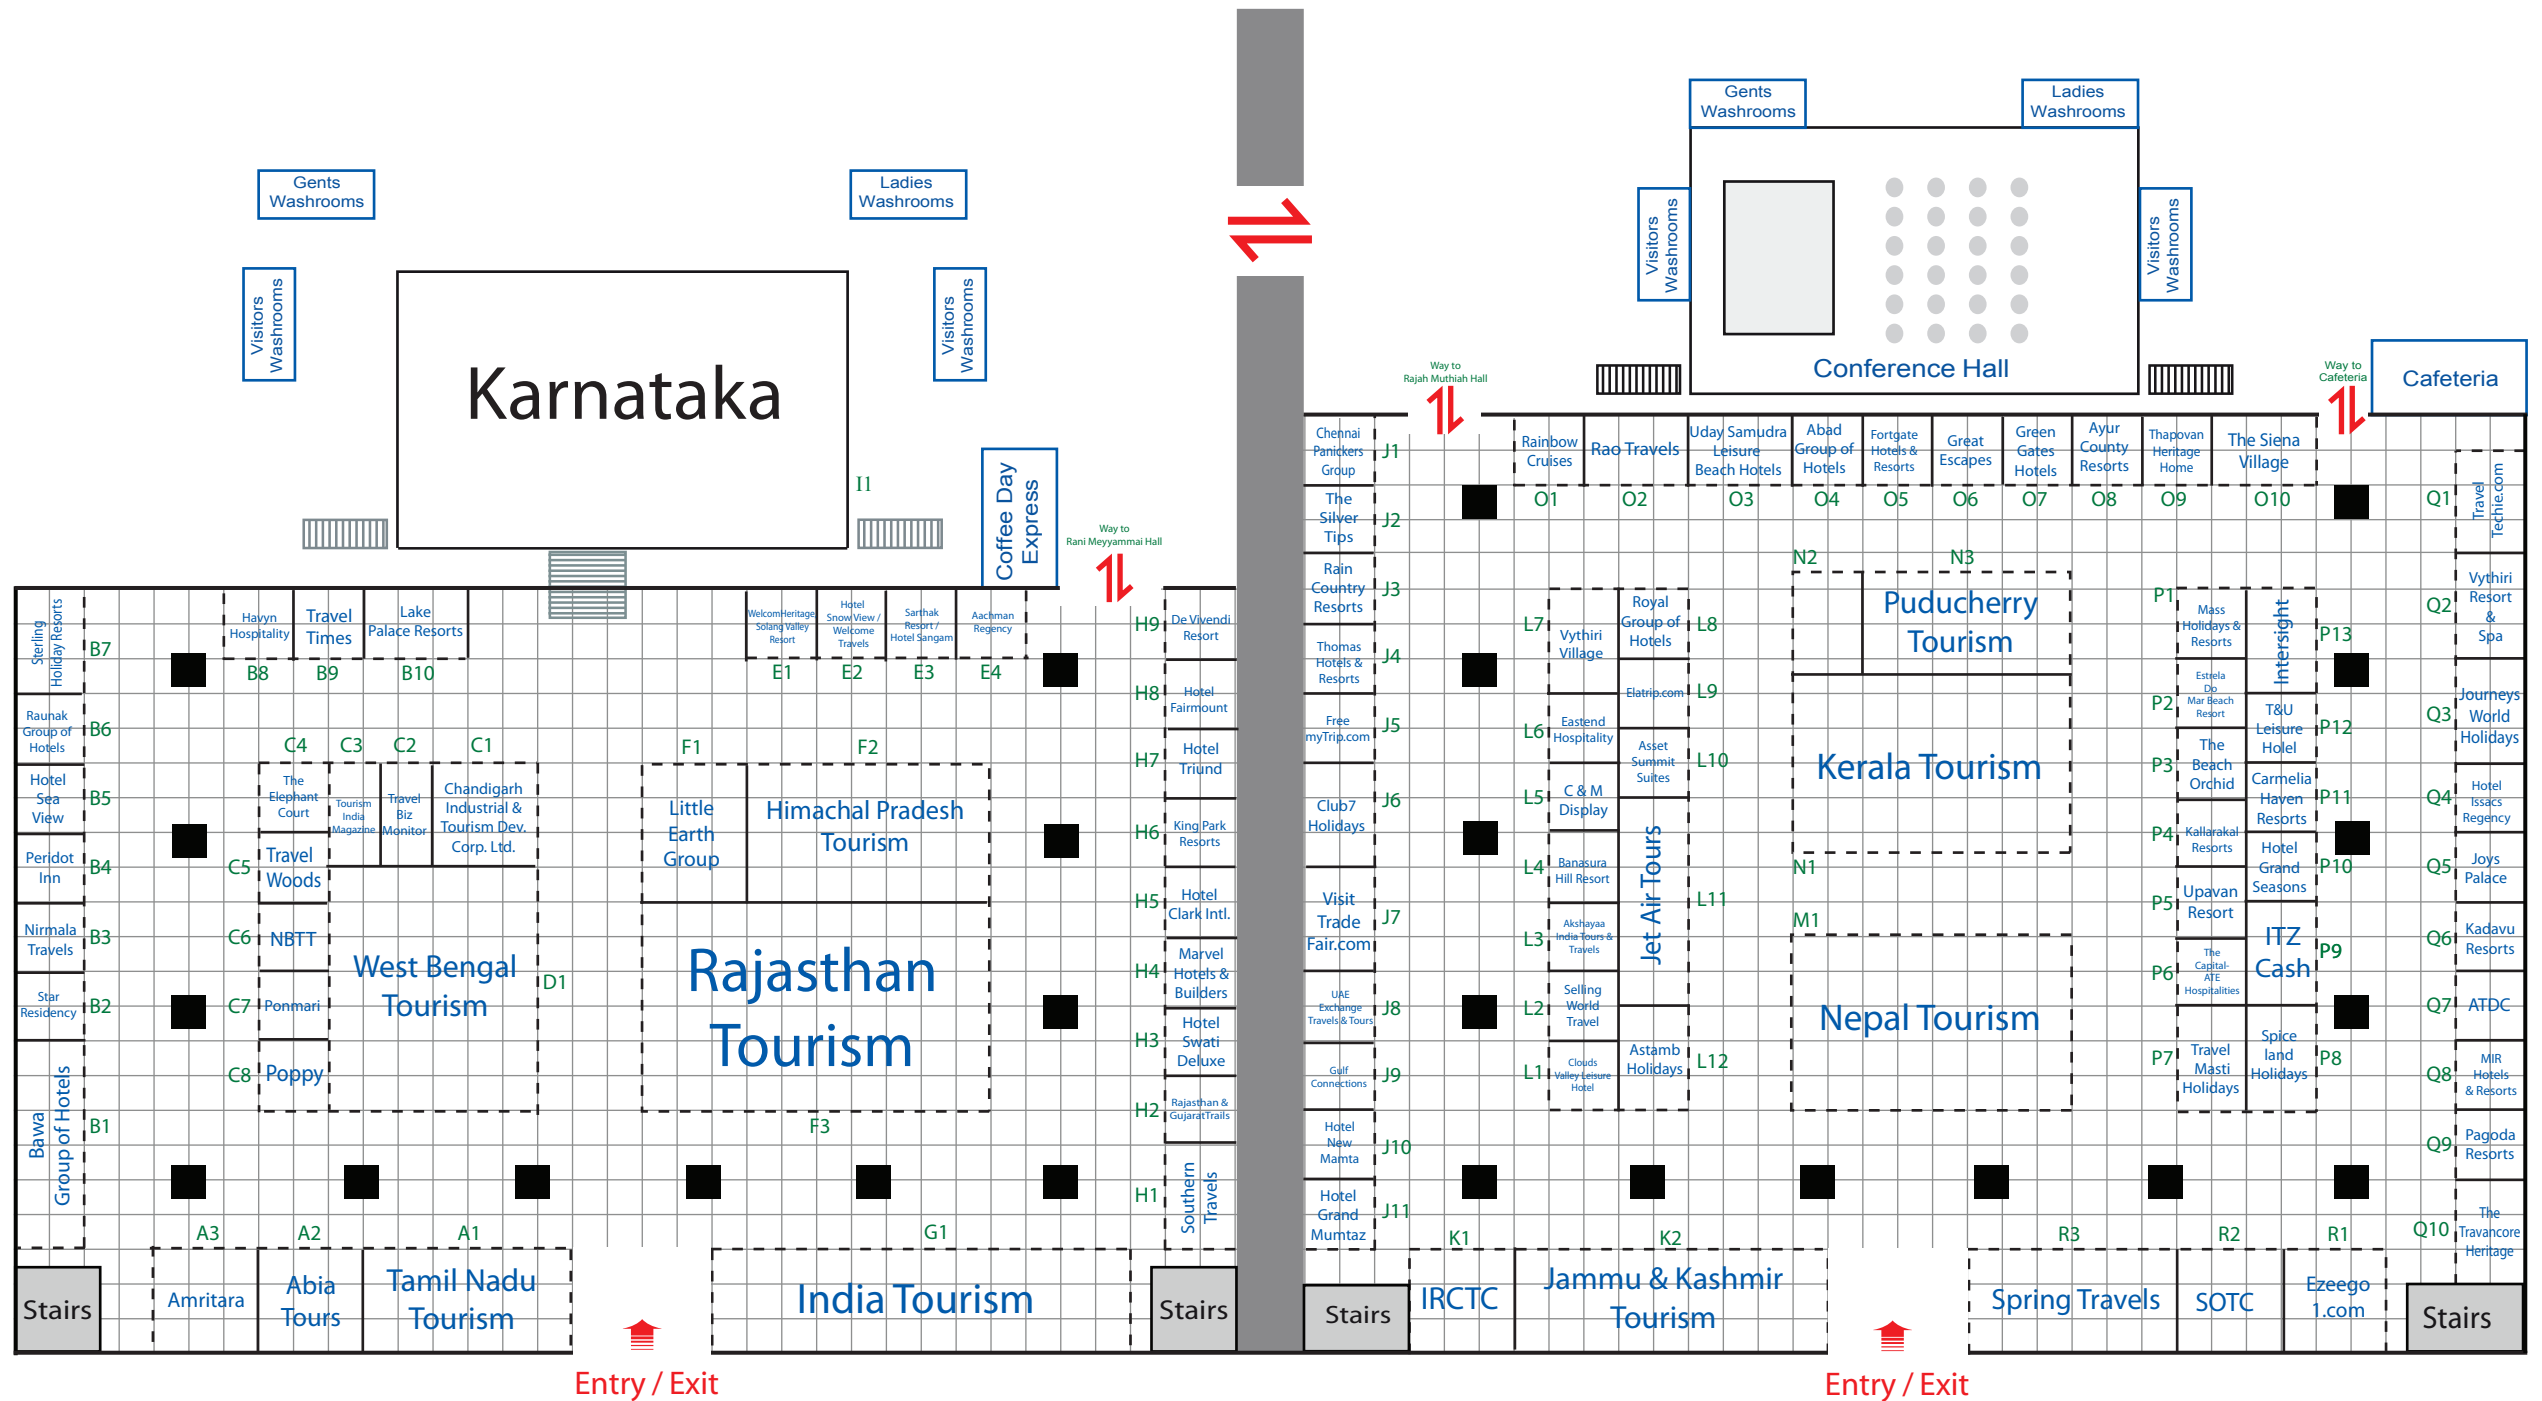 Gents
Washrooms
Ladies
Washrooms
Visitors
Washrooms
Visitors
Washrooms
Karnataka
I1
Coffee Day
Express
Way to
Rani Meyyammai Hall
Sterling
Holiday Resorts
B7
Raunak
Group of
Hotels
B6
Hotel
Sea
View
B5
Peridot
Inn
B4
Nirmala
Travels
B3
Star
Residency
B2
Bawa
Group of Hotels
B1
Havyn
Hospitality
B8
Travel
Times
B9
Lake
Palace Resorts
B10
WelcomHeritage
Solang Valley
Resort
E1
Hotel
Snow View /
Welcome
Travels
E2
Sarthak
Resort /
Hotel Sangam
E3
Aachman
Regency
E4
C4
C3
C2
C1
The
Elephant
Court
Tourism
India
Magazine
Travel
Biz
Monitor
Chandigarh
Industrial &
Tourism Dev.
Corp. Ltd.
C5
Travel
Woods
C6
NBTT
C7
Ponmari
C8
Poppy
West Bengal
Tourism
D1
F1
F2
Little
Earth
Group
Himachal Pradesh
Tourism
Rajasthan
Tourism
F3
H9
De Vivendi
Resort
H8
Hotel
Fairmount
H7
Hotel
Triund
H6
King Park
Resorts
H5
Hotel
Clark Intl.
H4
Marvel
Hotels &
Builders
H3
Hotel
Swati
Deluxe
H2
Rajasthan &
GujaratTrails
H1
Southern
Travels
A3
A2
A1
G1
Stairs
Amritara
Abia
Tours
Tamil Nadu
Tourism
India Tourism
Stairs
Entry / Exit
Gents
Washrooms
Ladies
Washrooms
Visitors
Washrooms
Visitors
Washrooms
Conference Hall
Way to
Rajah Muthiah Hall
Way to
Cafeteria
Cafeteria
Chennai
Panickers
Group
J1
The
Silver
Tips
J2
Rain
Country
Resorts
J3
Thomas
Hotels &
Resorts
J4
Free
myTrip.com
J5
Club7
Holidays
J6
Visit
Trade
Fair.com
J7
UAE
Exchange
Travels & Tours
J8
Gulf
Connections
J9
Hotel
New
Mamta
J10
Hotel
Grand
Mumtaz
J11
Rainbow
Cruises
O1
Rao Travels
O2
Uday Samudra
Leisure
Beach Hotels
O3
Abad
Group of
Hotels
O4
Fortgate
Hotels &
Resorts
O5
Great
Escapes
O6
Green
Gates
Hotels
O7
Ayur
County
Resorts
O8
Thapovan
Heritage
Home
O9
The Siena
Village
O10
L7
Vythiri
Village
L6
Eastend
Hospitality
L5
C & M
Display
L4
Banasura
Hill Resort
L3
Akshayaa
India Tours &
Travels
L2
Selling
World
Travel
L1
Clouds
Valley Leisure
Hotel
Royal
Group of
Hotels
L8
Elatrip.com
L9
Asset
Summit
Suites
L10
Jet Air Tours
L11
Astamb
Holidays
L12
N2
N3
Puducherry
Tourism
Kerala Tourism
N1
M1
Nepal Tourism
P1
Mass
Holidays &
Resorts
P2
Estrela
Do
Mar Beach
Resort
P3
The
Beach
Orchid
P4
Kallarakal
Resorts
P5
Upavan
Resort
P6
The
Capital-
ATE
Hospitalities
P7
Travel
Masti
Holidays
Intersight
P13
T&U
Leisure
Holel
P12
Carmelia
Haven
Resorts
P11
Hotel
Grand
Seasons
P10
ITZ
Cash
P9
Spice
land
Holidays
P8
Q1
Travel
Techie.com
Q2
Vythiri
Resort
&
Spa
Q3
Journeys
World
Holidays
Q4
Hotel
Issacs
Regency
Q5
Joys
Palace
Q6
Kadavu
Resorts
Q7
ATDC
Q8
MIR
Hotels
& Resorts
Q9
Pagoda
Resorts
Q10
The
Travancore
Heritage
K1
K2
R3
R2
R1
Stairs
IRCTC
Jammu & Kashmir
Tourism
Spring Travels
SOTC
Ezeego
1.com
Stairs
Entry / Exit